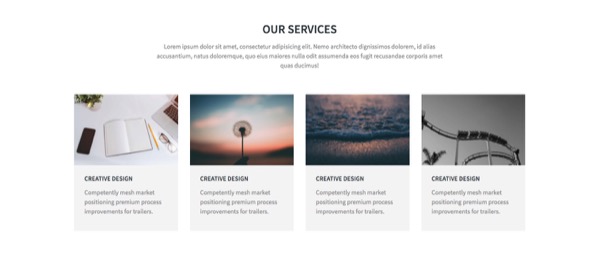 OUR SERVICES
Lorem ipsum dolor sit amet, consectetur adipisicing elit. Nemo architecto dignissimos dolorem, id alias
accusantium, natus doloremque, quo eius maiores nulla odit assumenda eos fugit recusandae corporis amet
quas ducimus!
CREATIVE DESIGN
Competently mesh market
positioning premium process
improvements for trailers.
CREATIVE DESIGN
Competently mesh market
positioning premium process
improvements for trailers.
CREATIVE DESIGN
Competently mesh market
positioning premium process
improvements for trailers.
CREATIVE DESIGN
Competently mesh market
positioning premium process
improvements for trailers.